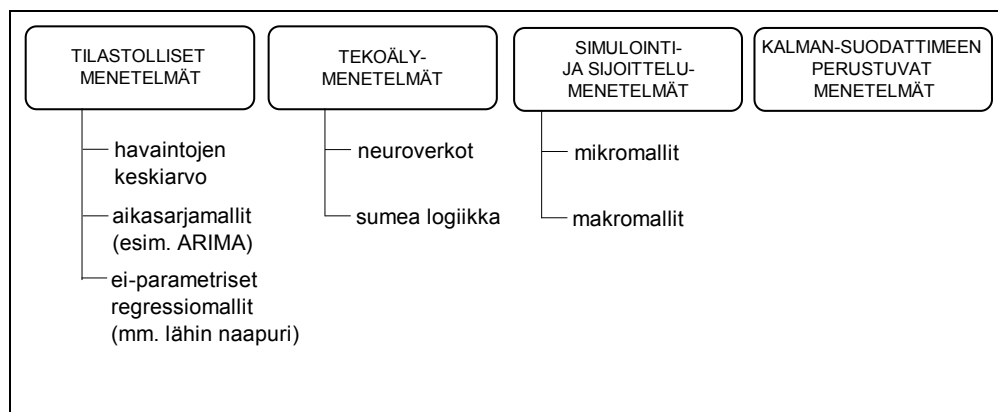 TILASTOLLISET
MENETELMÄT
havaintojen
keskiarvo
aikasarjamallit
(esim. ARIMA)
ei-parametriset
regressiomallit
(mm. lähin naapuri)
TEKOÄLY-
MENETELMÄT
neuroverkot
sumea logiikka
SIMULOINTI-
JA SIJOITTELU-
MENETELMÄT
mikromallit
makromallit
KALMAN-SUODATTIMEEN
PERUSTUVAT
MENETELMÄT